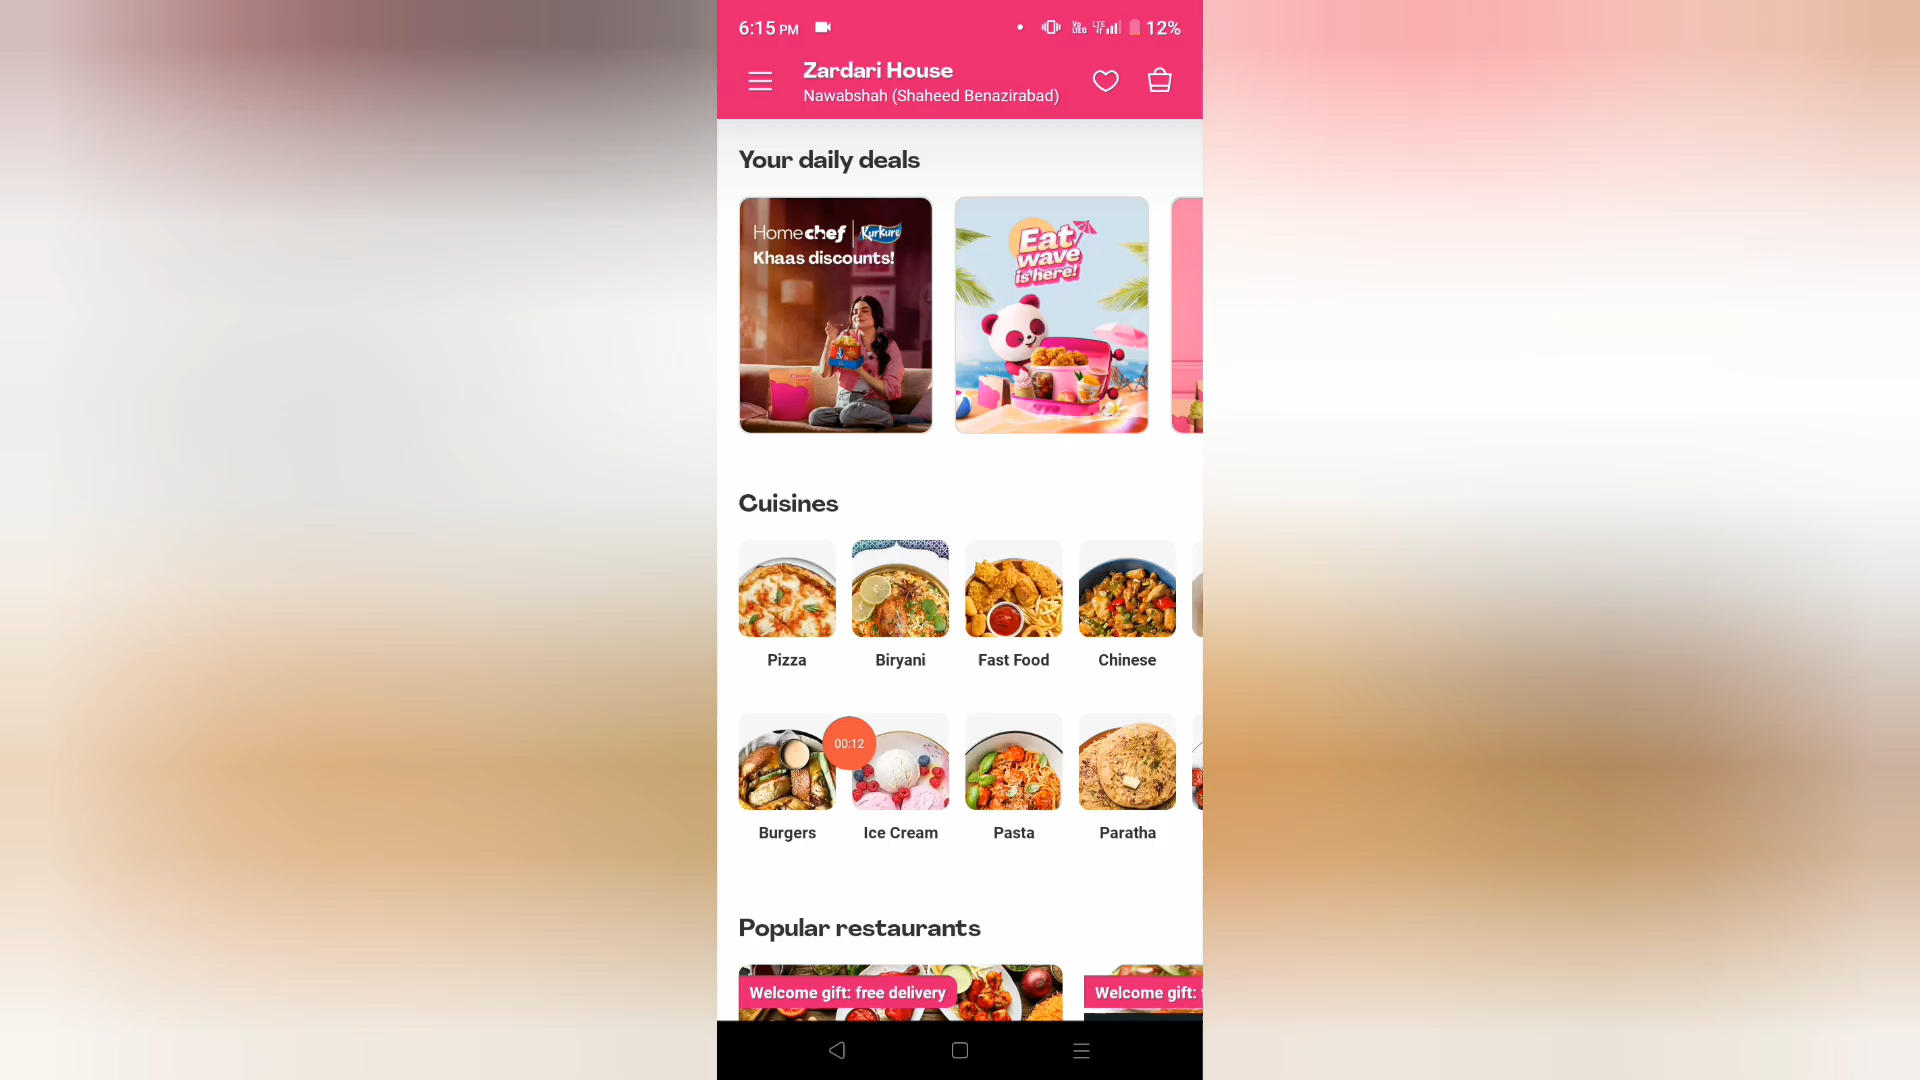 6:15 PM
12%
Zardari House
Nawabshah (Shaheed Benazirabad)
Your daily deals
Homechef | Kurkure
Khaas discounts!
Eat
wave
is here!
Cuisines
Pizza
Biryani
Fast Food
Chinese
00:12
Burgers
Ice Cream
Pasta
Paratha
Popular restaurants
Welcome gift: free delivery
Welcome gift: